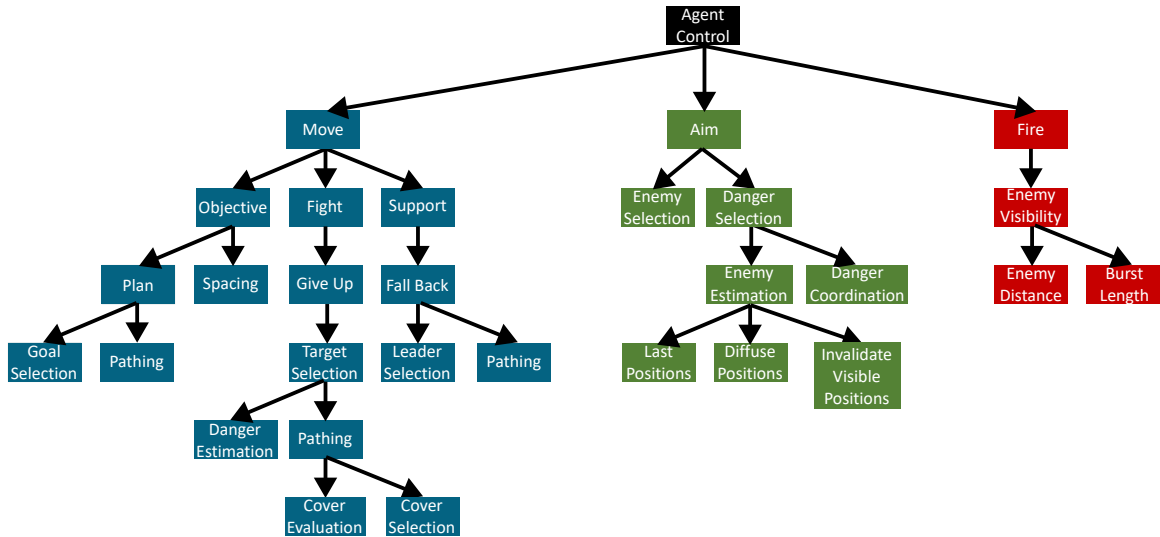 Agent
Control
Move
Aim
Fire
Objective
Fight
Support
Enemy
Selection
Danger
Selection
Enemy
Visibility
Plan
Spacing
Give Up
Fall Back
Enemy
Estimation
Danger
Coordination
Enemy
Distance
Burst
Length
Goal
Selection
Pathing
Target
Selection
Leader
Selection
Pathing
Last
Positions
Diffuse
Positions
Invalidate
Visible
Positions
Danger
Estimation
Pathing
Cover
Evaluation
Cover
Selection